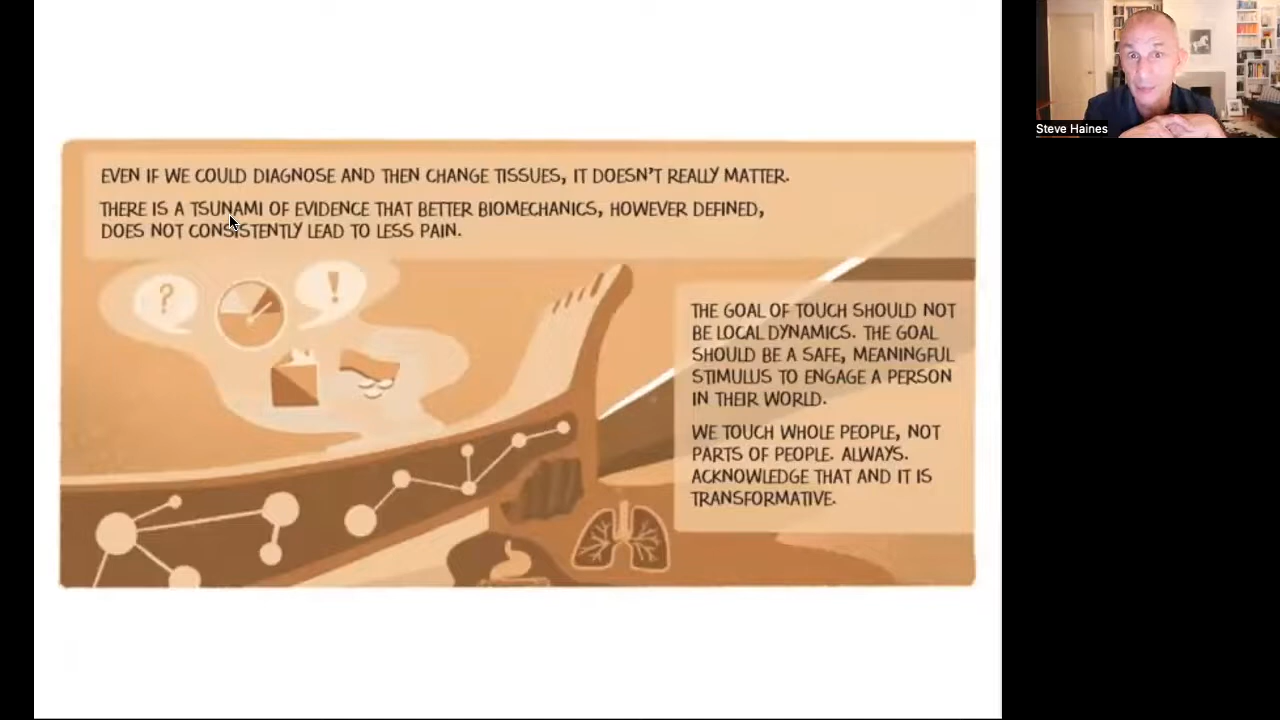 EVEN IF WE COULD DIAGNOSE AND THEN CHANGE TISSUES, IT DOESN'T REALLY MATTER.
THERE IS A TSUNAMI OF EVIDENCE THAT BETTER BIOMECHANICS, HOWEVER DEFINED,
DOES NOT CONSISTENTLY LEAD TO LESS PAIN.
?
!
THE GOAL OF TOUCH SHOULD NOT
BE LOCAL DYNAMICS. THE GOAL
SHOULD BE A SAFE, MEANINGFUL
STIMULUS TO ENGAGE A PERSON
IN THEIR WORLD.
WE TOUCH WHOLE PEOPLE, NOT
PARTS OF PEOPLE. ALWAYS.
ACKNOWLEDGE THAT AND IT IS
TRANSFORMATIVE.
Steve Haines